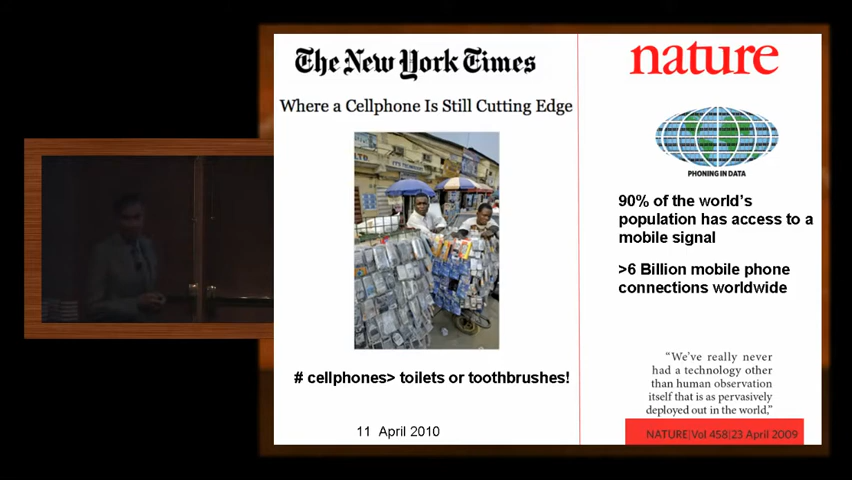 The New York Times
Where a Cellphone Is Still Cutting Edge
# cellphones> toilets or toothbrushes!
11 April 2010
nature
PHONING IN DATA
90% of the world's
population has access to a
mobile signal
>6 Billion mobile phone
connections worldwide
"We've really never
had a technology other
than human observation
itself that is as pervasively
deployed out in the world,"
NATURE|Vol 458|23 April 2009